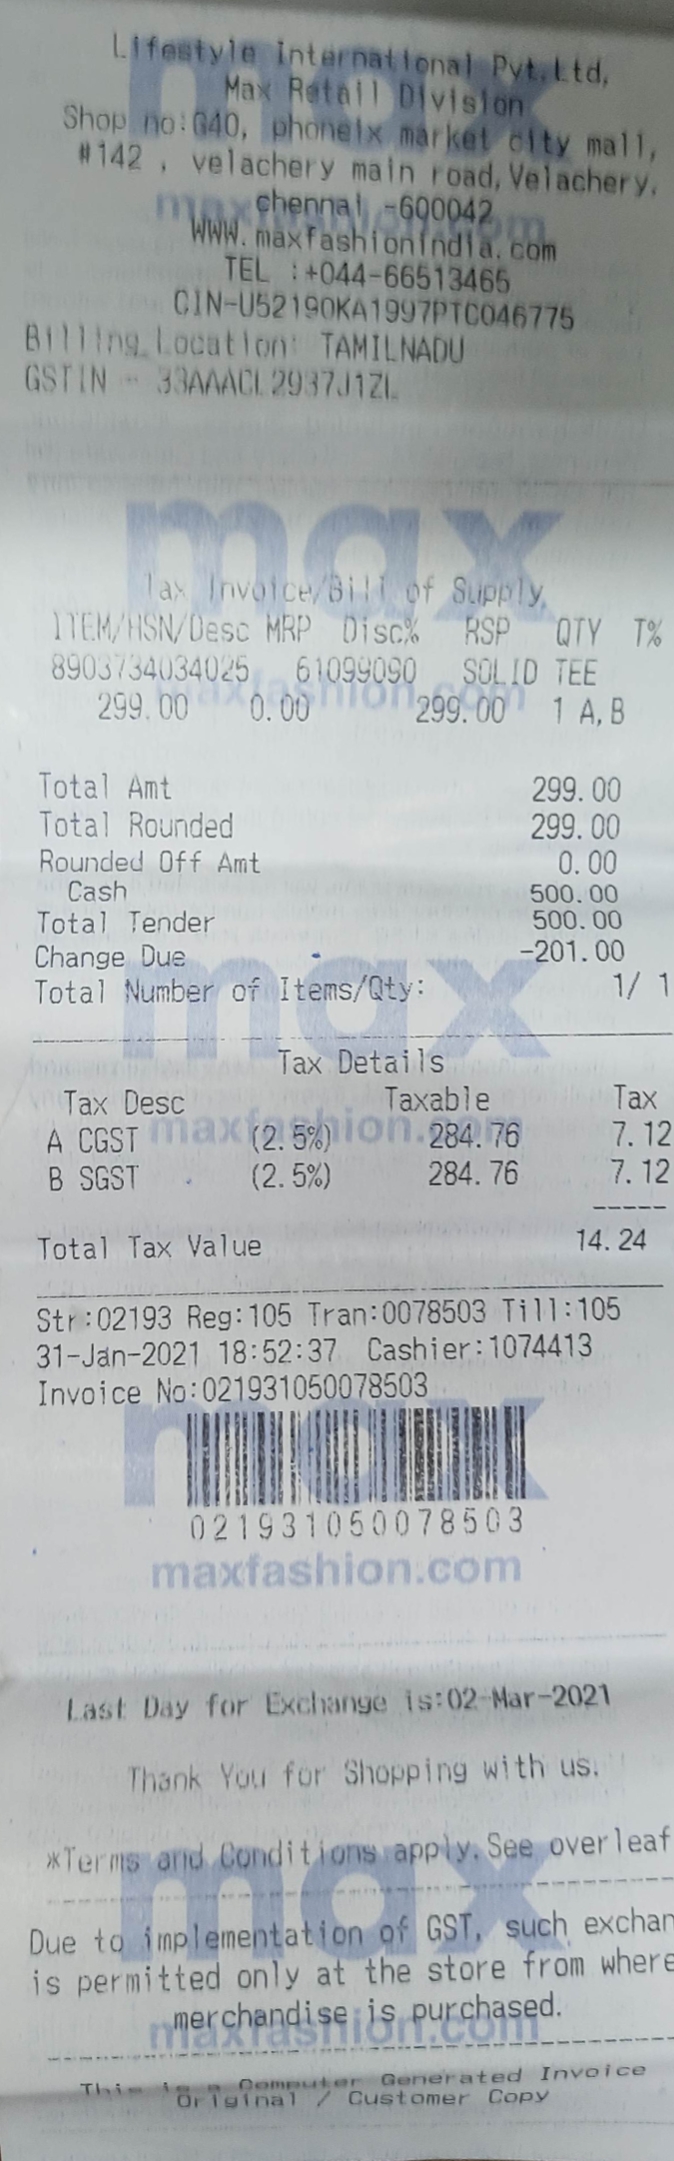 Lifestyle International Pvt.Ltd,
Max Retail Division
Shop no:G40, phoneix market city mall,
#142 , velachery main road, Velachery,
chennai -600042
WWW.maxfashionindia.com
TEL :+044-66513465
CIN-U52190KA1997PTC046775
Billing Location: TAMILNADU
GSTIN - 33AAACL2937J1ZL
max
Tax Invoice/Bill of Supply,
ITEM/HSN/Desc MRP Disc% RSP QTY T%
8903734034025 61099090 SOLID TEE
299.00 0.00 299.00 1 A,B
maxfashion.com
Total Amt 299.00
Total Rounded 299.00
Rounded Off Amt 0.00
Cash 500.00
Total Tender 500.00
Change Due -201.00
Total Number of Items/Qty: 1/ 1
max
Tax Details
Tax Desc Taxable Tax
A CGST (2.5%) 284.76 7.12
B SGST (2.5%) 284.76 7.12
maxfashion.com
Total Tax Value 14.24
Str:02193 Reg:105 Tran:0078503 Till:105
31-Jan-2021 18:52:37 Cashier:1074413
Invoice No:021931050078503
max
021931050078503
maxfashion.com
Last Day for Exchange is:02-Mar-2021
Thank You for Shopping with us.
*Terms and Conditions apply.See overleaf
max
Due to implementation of GST, such exchan
is permitted only at the store from where
merchandise is purchased.
maxfashion.com
This is a Computer Generated Invoice
Original / Customer Copy